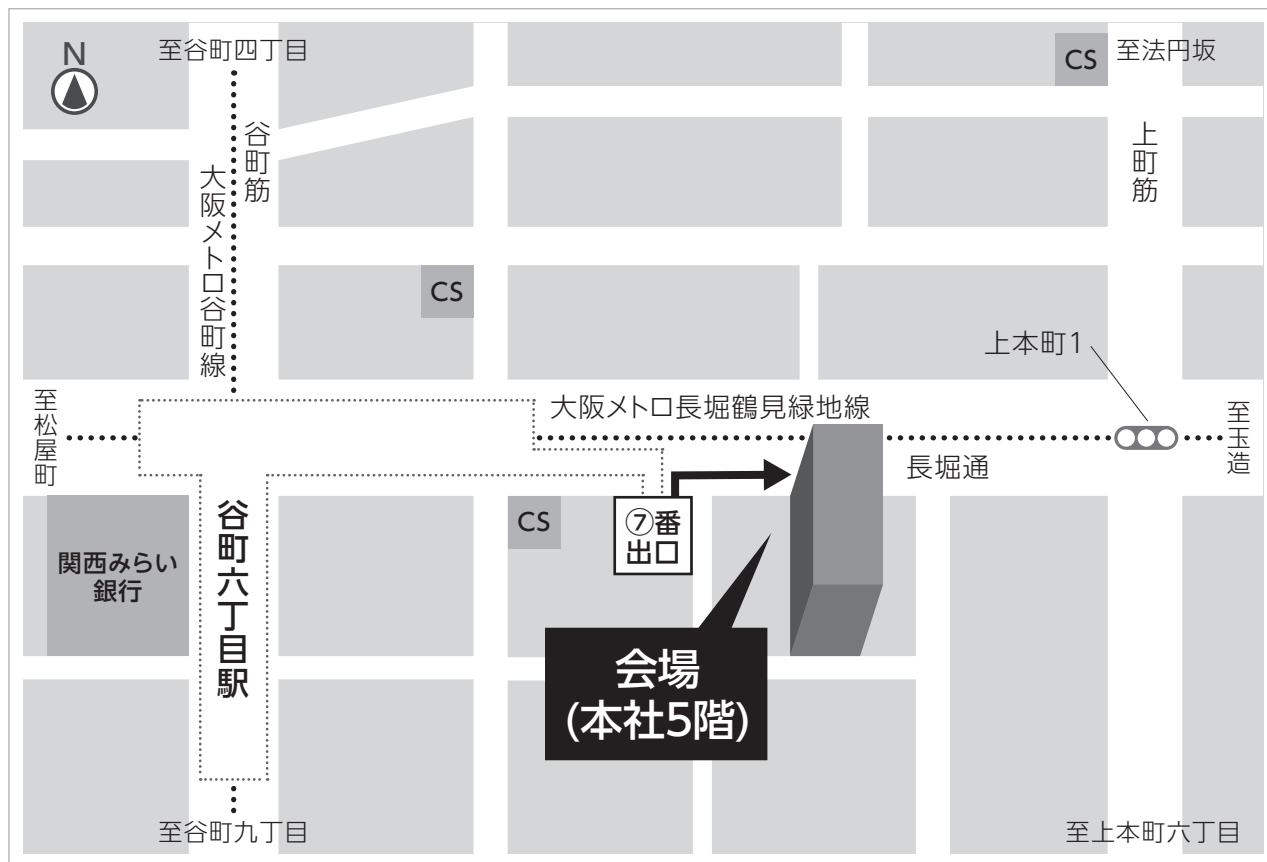 N
至谷町四丁目
谷町筋
大阪メトロ谷町線
CS
至法円坂
上町筋
CS
上本町1
至松屋町
大阪メトロ長堀鶴見緑地線
至玉造
長堀通
関西みらい
銀行
谷町六丁目駅
CS
⑦番
出口
会場
(本社5階)
至谷町九丁目
至上本町六丁目